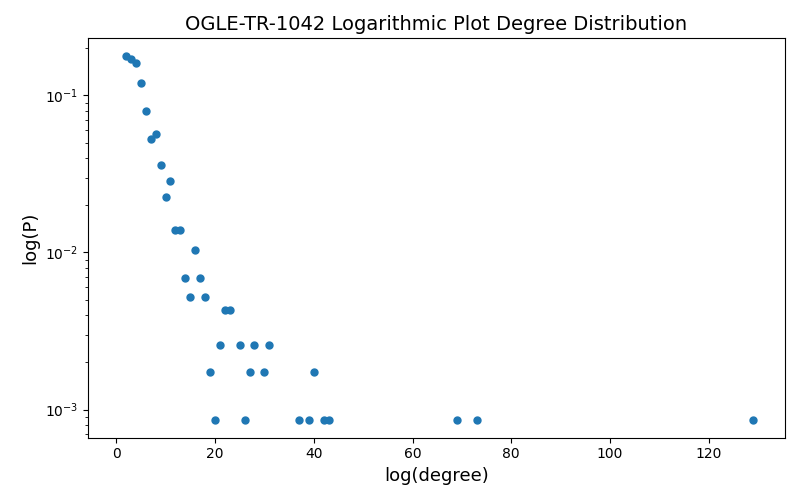 OGLE-TR-1042 Logarithmic Plot Degree Distribution
log(P)
10⁻¹
10⁻²
10⁻³
0 20 40 60 80 100 120
log(degree)